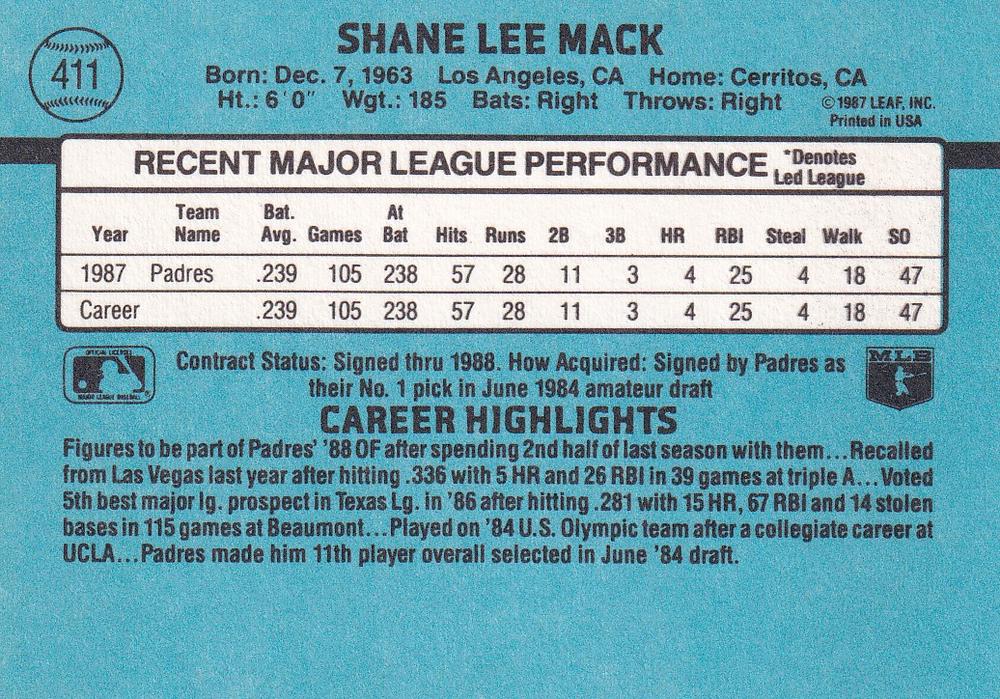 411
SHANE LEE MACK
Born: Dec. 7, 1963 Los Angeles, CA Home: Cerritos, CA
Ht.: 6'0" Wgt.: 185 Bats: Right Throws: Right
©1987 LEAF, INC.
Printed in USA
RECENT MAJOR LEAGUE PERFORMANCE *Denotes
Led League
Team Bat. At
Year Name Avg. Games Bat Hits Runs 2B 3B HR RBI Steal Walk SO
1987 Padres .239 105 238 57 28 11 3 4 25 4 18 47
Career .239 105 238 57 28 11 3 4 25 4 18 47
OFFICIAL LICENSEE
MAJOR LEAGUE BASEBALL
®
Contract Status: Signed thru 1988. How Acquired: Signed by Padres as
their No. 1 pick in June 1984 amateur draft
MLB
CAREER HIGHLIGHTS
Figures to be part of Padres' '88 OF after spending 2nd half of last season with them...Recalled
from Las Vegas last year after hitting .336 with 5 HR and 26 RBI in 39 games at triple A...Voted
5th best major lg. prospect in Texas Lg. in '86 after hitting .281 with 15 HR, 67 RBI and 14 stolen
bases in 115 games at Beaumont...Played on '84 U.S. Olympic team after a collegiate career at
UCLA...Padres made him 11th player overall selected in June '84 draft.